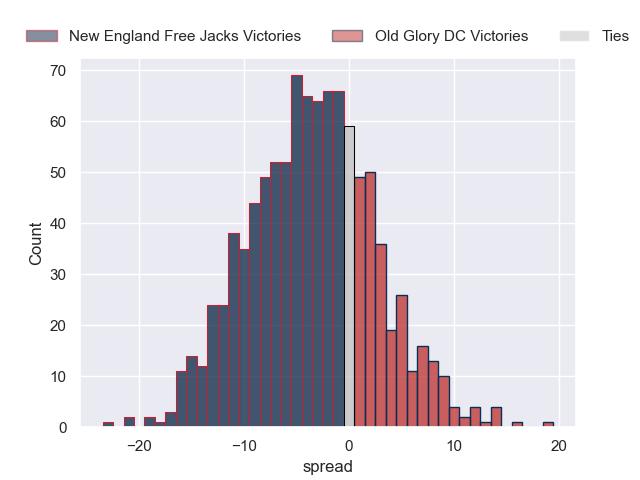 New England Free Jacks Victories Old Glory DC Victories Ties
70
60
50
40
30
20
10
0
Count
−20 −10 0 10 20
spread